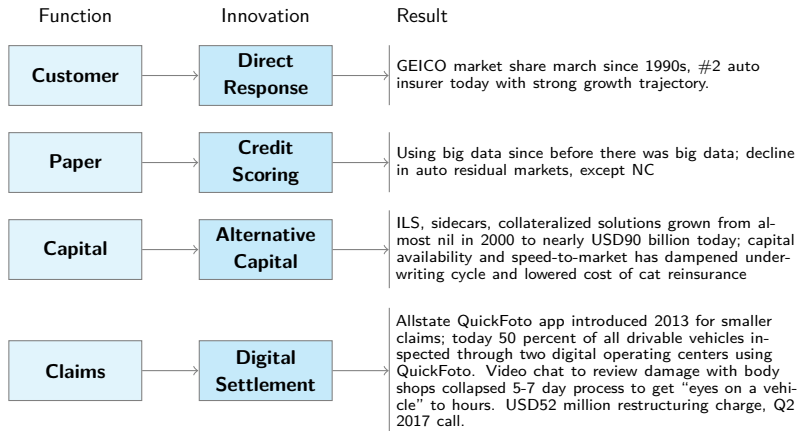 Function Innovation Result
Customer
Direct
Response
GEICO market share march since 1990s, #2 auto
insurer today with strong growth trajectory.
Paper
Credit
Scoring
Using big data since before there was big data; decline
in auto residual markets, except NC
Capital
Alternative
Capital
ILS, sidecars, collateralized solutions grown from al-
most nil in 2000 to nearly USD90 billion today; capital
availability and speed-to-market has dampened under-
writing cycle and lowered cost of cat reinsurance
Claims
Digital
Settlement
Allstate QuickFoto app introduced 2013 for smaller
claims; today 50 percent of all drivable vehicles in-
spected through two digital operating centers using
QuickFoto. Video chat to review damage with body
shops collapsed 5-7 day process to get “eyes on a vehi-
cle” to hours. USD52 million restructuring charge, Q2
2017 call.